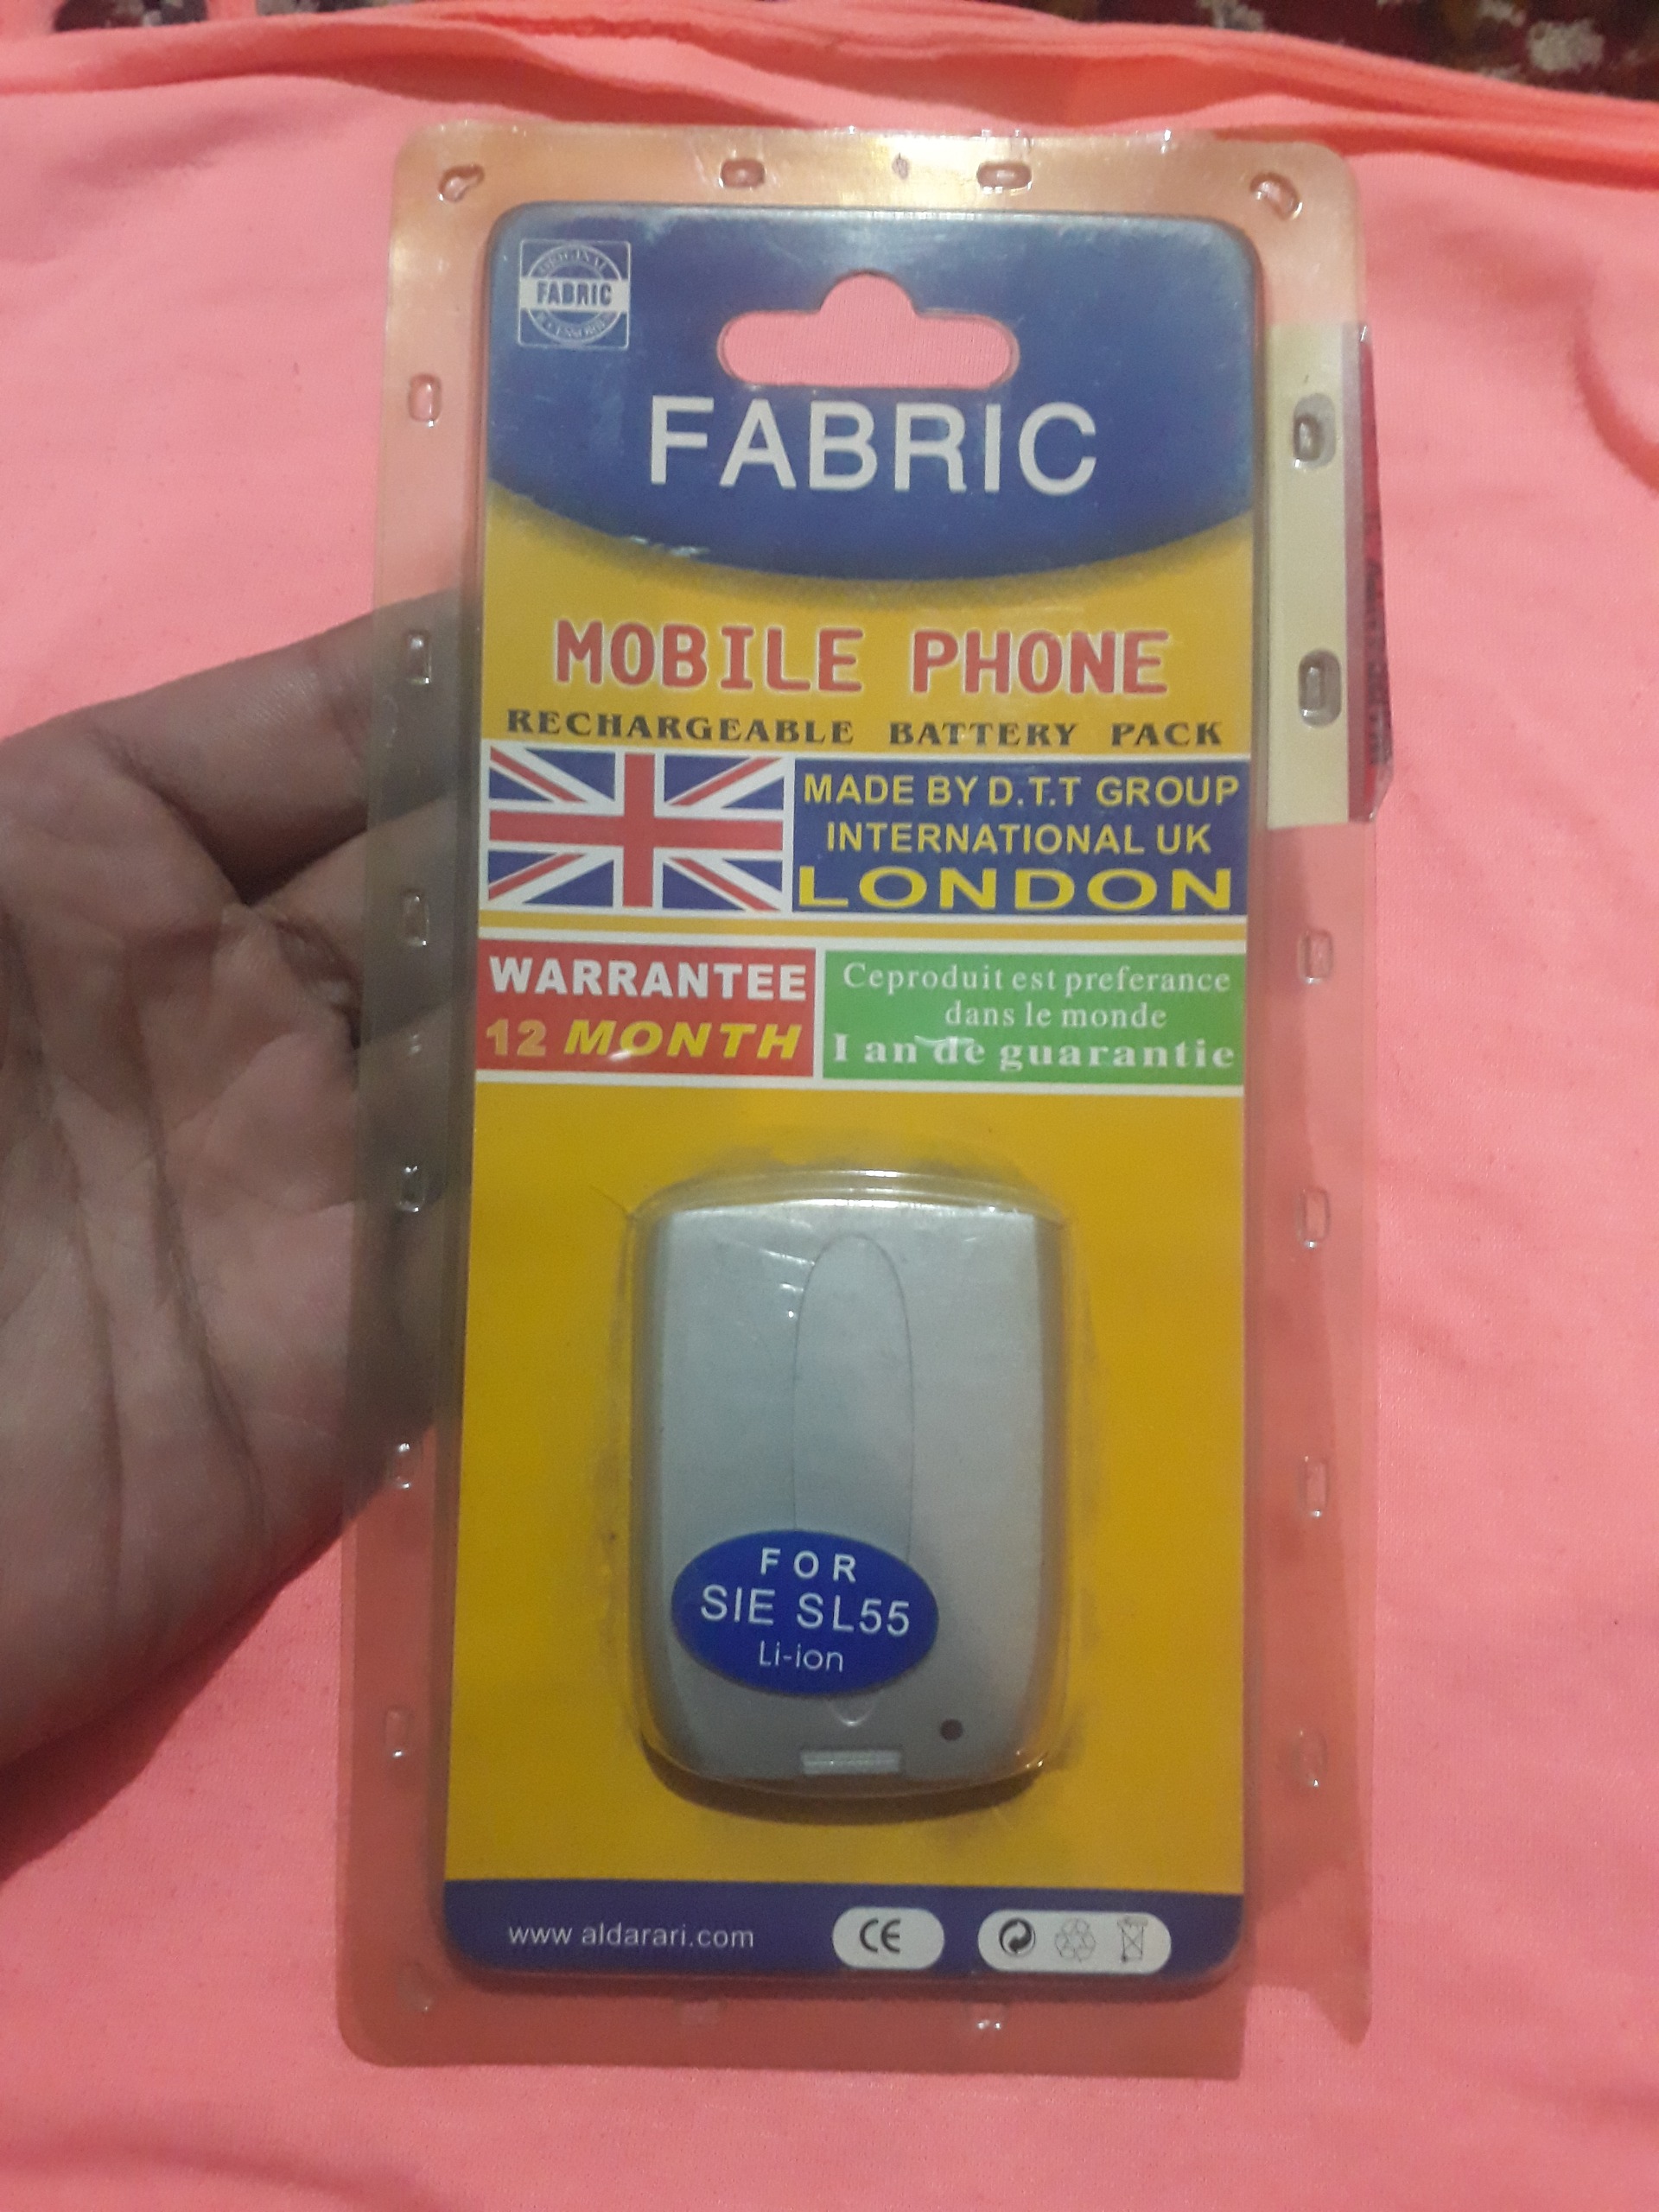 ORIGINAL
FABRIC
FABRIC
MOBILE PHONE
RECHARGEABLE BATTERY PACK
MADE BY D.T.T GROUP
INTERNATIONAL UK
LONDON
WARRANTEE
12 MONTH
Ceproduit est preferance
dans le monde
I an de guarantie
FOR
SIE SL55
Li-ion
www aldarari.com
CE